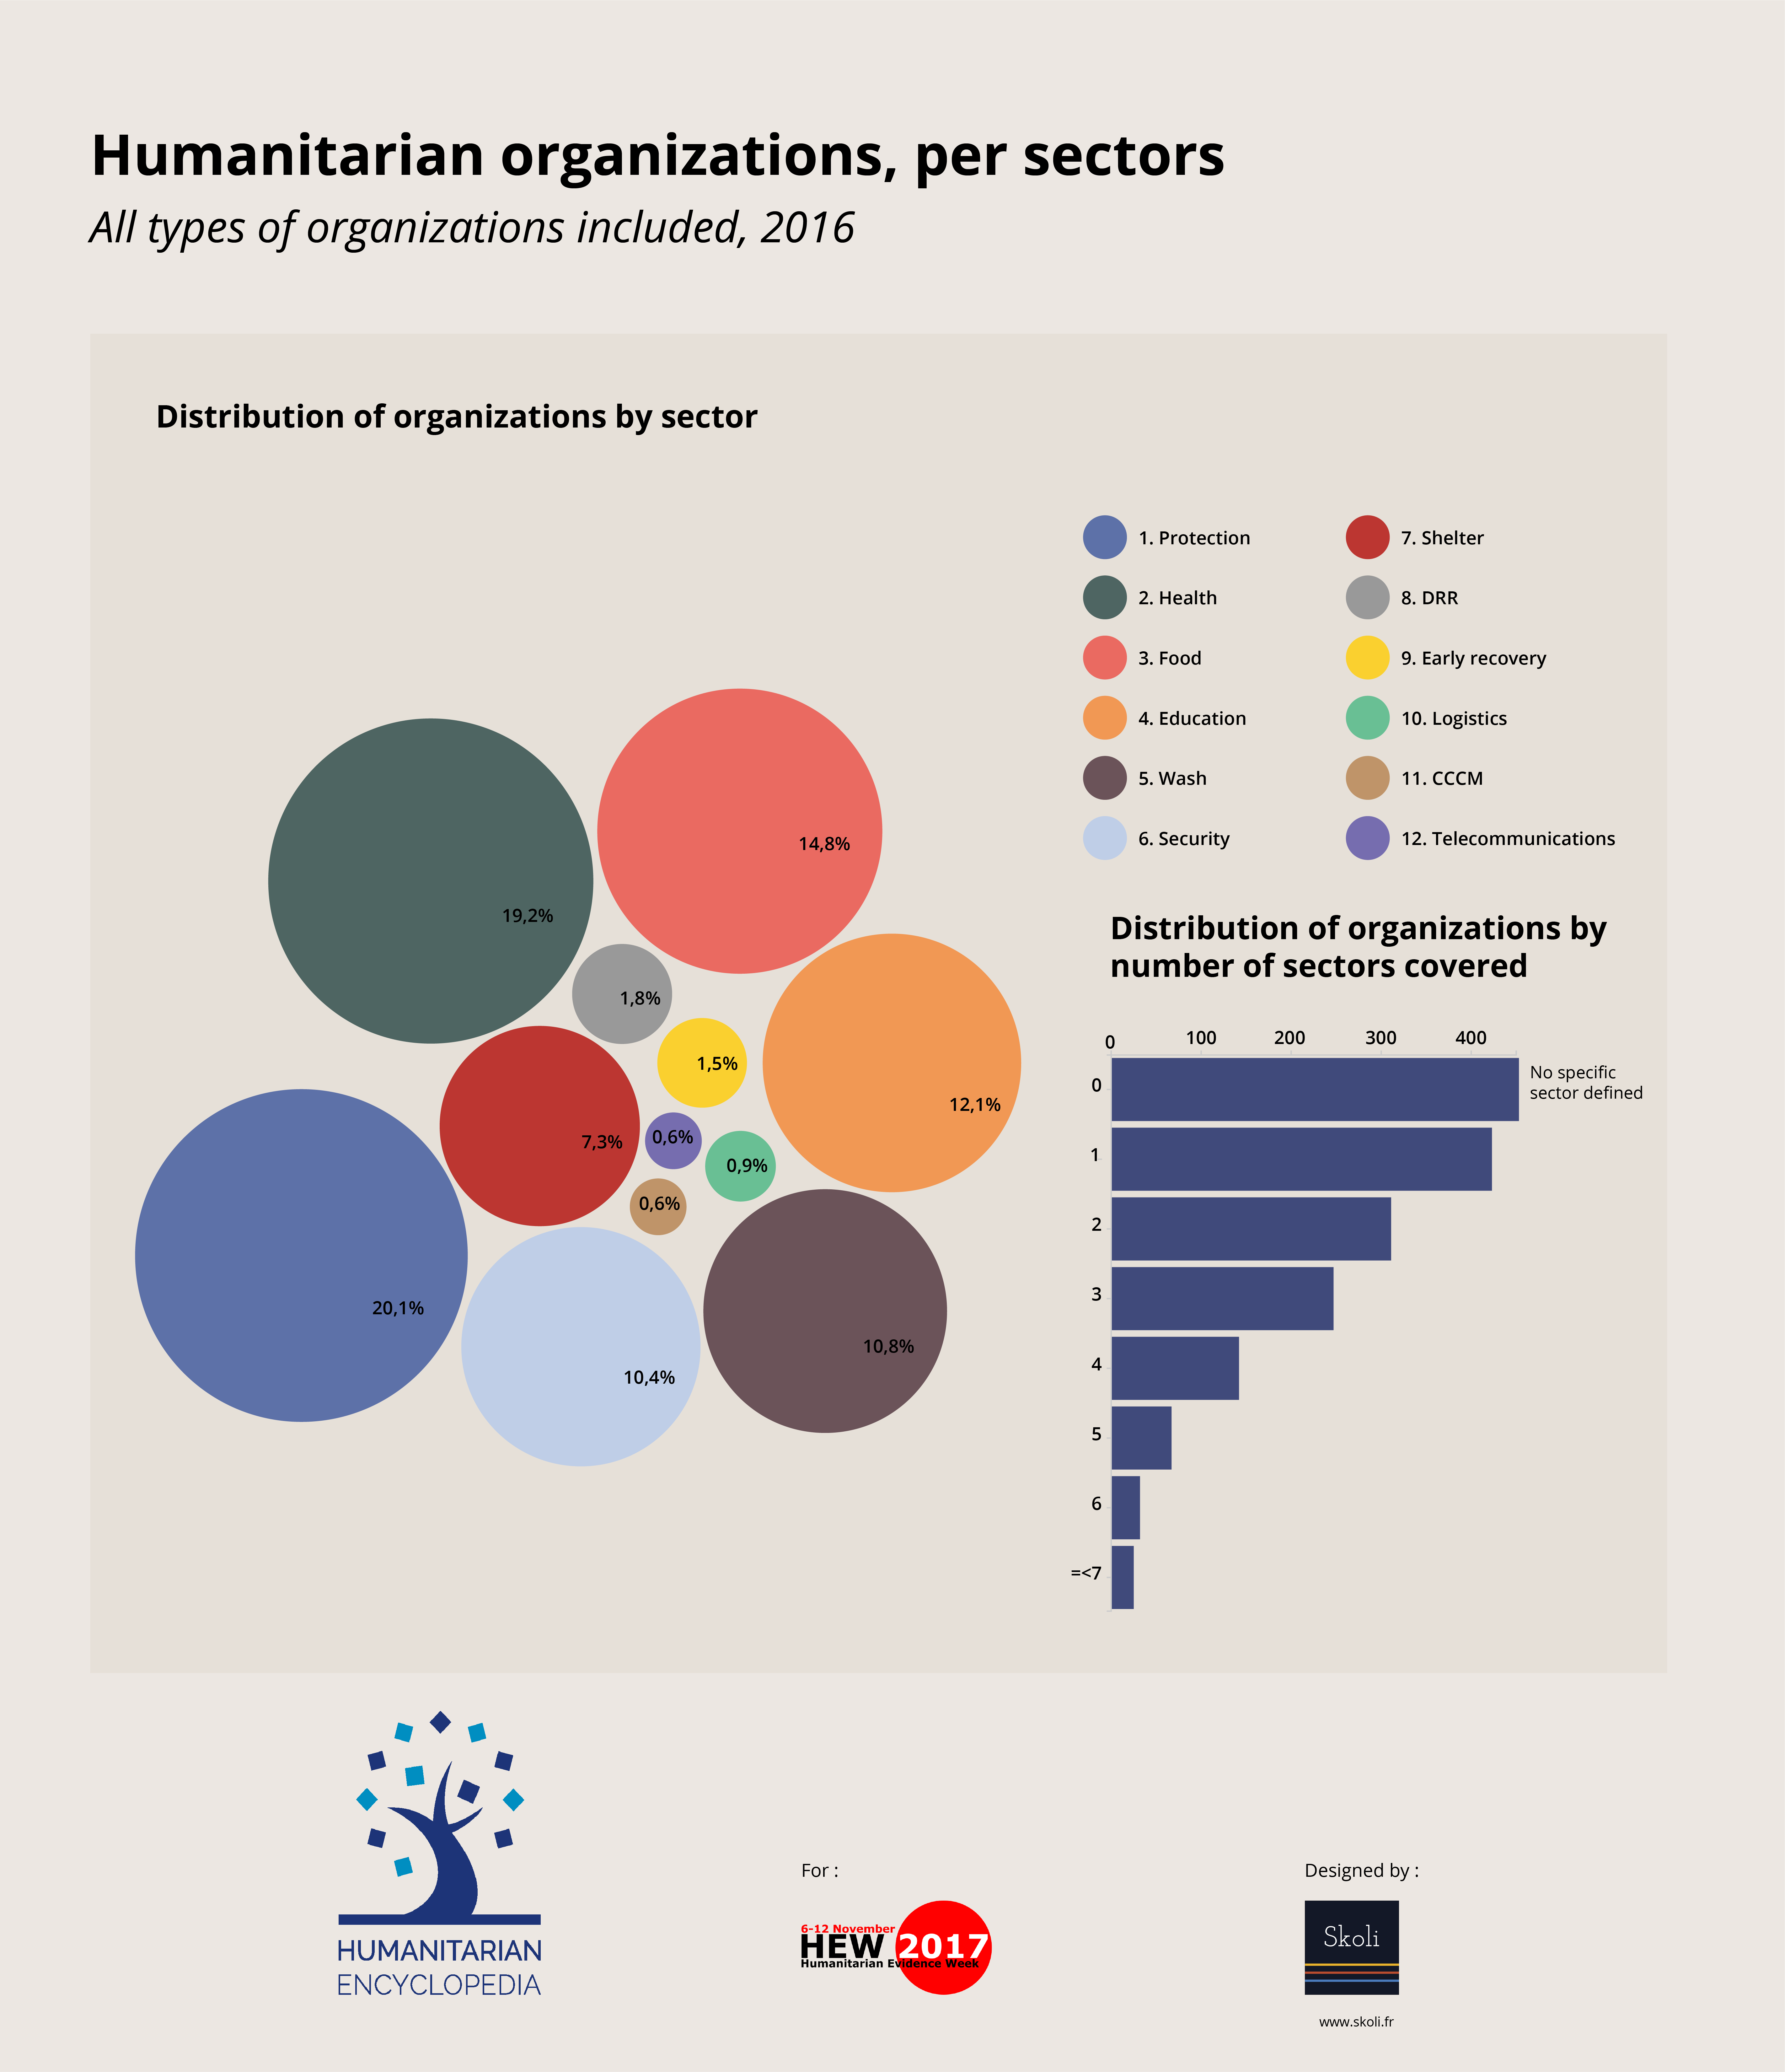 Humanitarian organizations, per sectors
All types of organizations included, 2016
Distribution of organizations by sector
1. Protection
2. Health
3. Food
4. Education
5. Wash
6. Security
7. Shelter
8. DRR
9. Early recovery
10. Logistics
11. CCCM
12. Telecommunications
14,8%
19,2%
1,8%
1,5%
12,1%
7,3%
0,6%
0,9%
0,6%
20,1%
10,8%
10,4%
Distribution of organizations by
number of sectors covered
0 100 200 300 400
0
No specific
sector defined
1
2
3
4
5
6
=<7
HUMANITARIAN
ENCYCLOPEDIA
For :
6-12 November
HEW 2017
Humanitarian Evidence Week
Designed by :
Skoli
www.skoli.fr